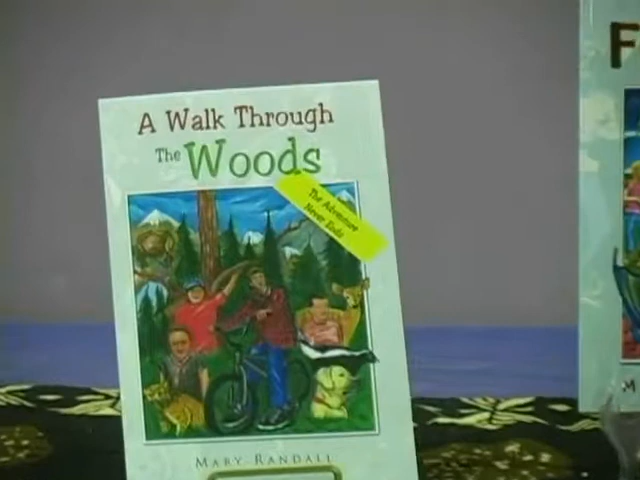 A Walk Through
The Woods
The Adventure
Never Ends
MARY RANDALL
F
M